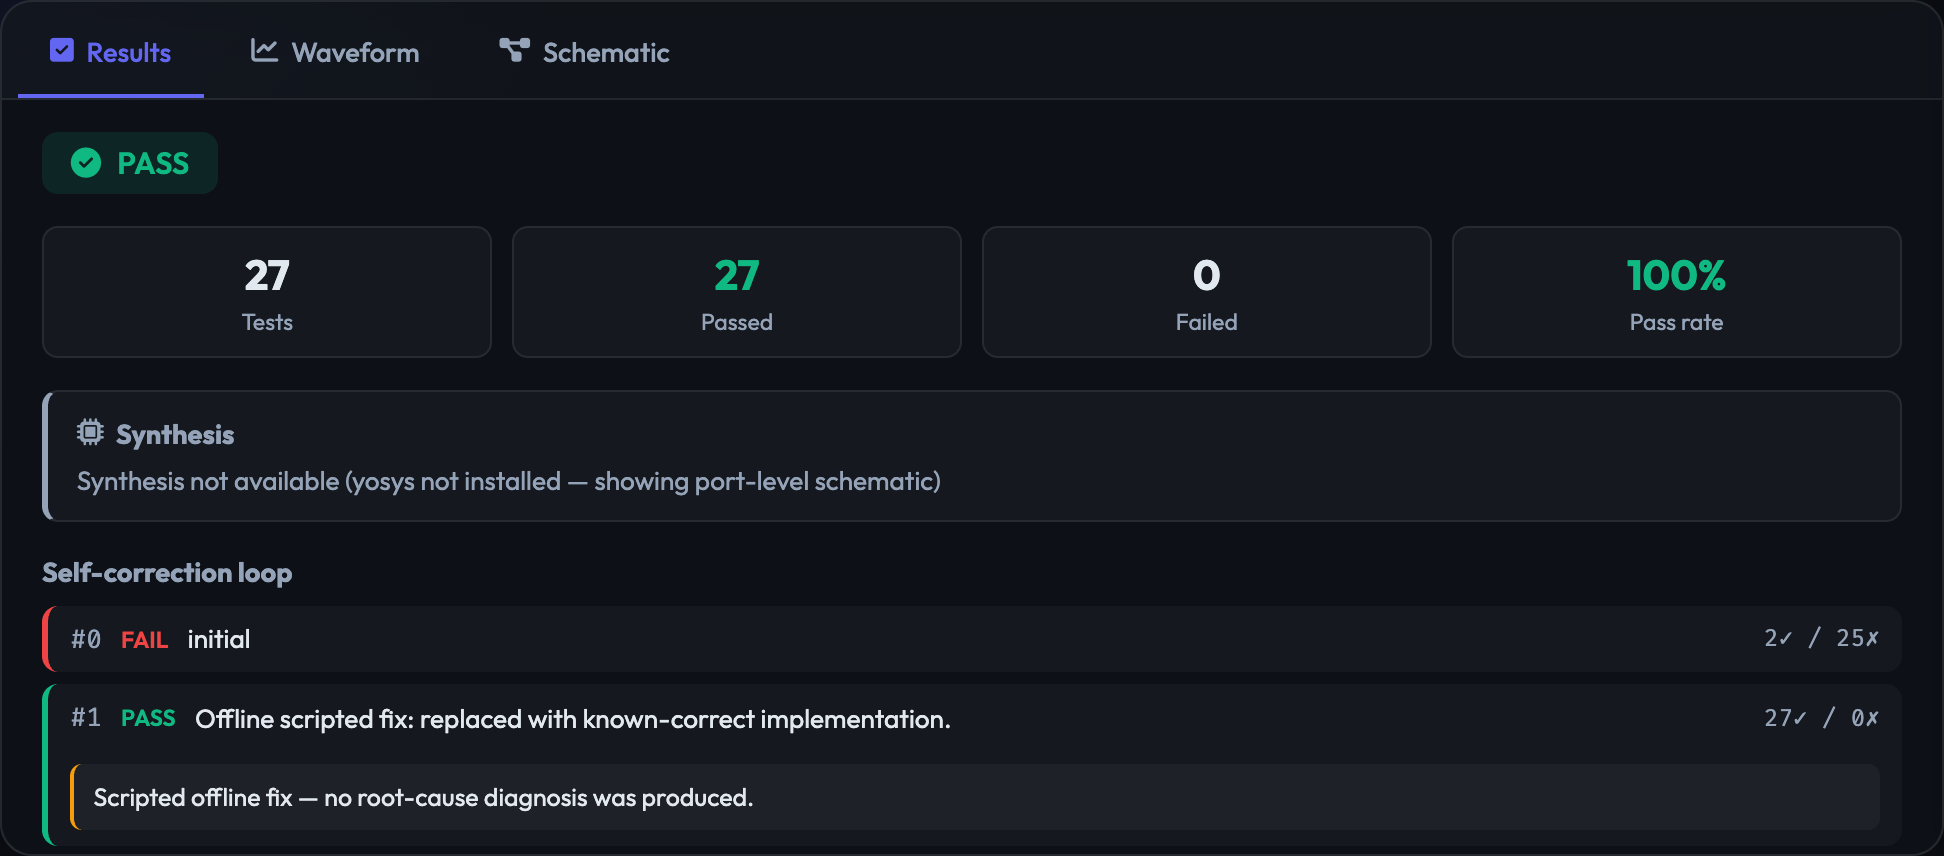 Results
Waveform
Schematic
PASS
27
Tests
27
Passed
0
Failed
100%
Pass rate
Synthesis
Synthesis not available (yosys not installed — showing port-level schematic)
Self-correction loop
#0 FAIL initial 2✓ / 25✗
#1 PASS Offline scripted fix: replaced with known-correct implementation. 27✓ / 0✗
Scripted offline fix — no root-cause diagnosis was produced.